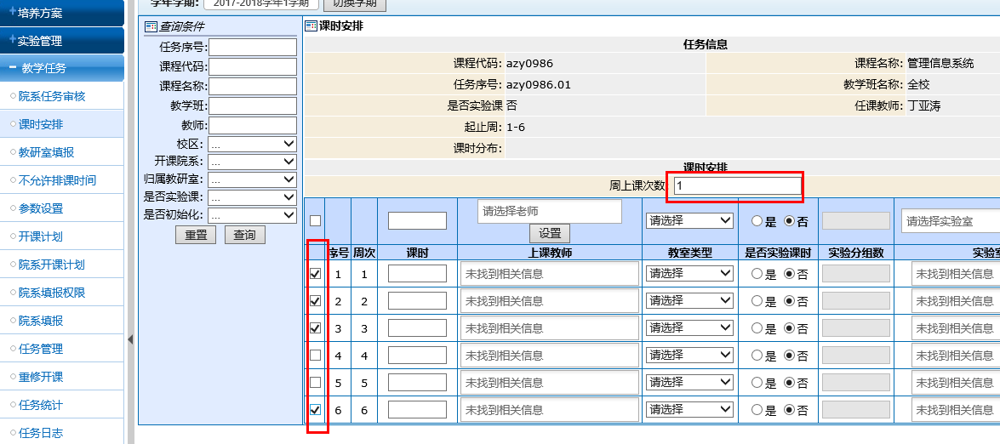 学年学期: 2017-2018学年1学期 切换学期
培养方案
实验管理
教学任务
院系任务审核
课时安排
教研室填报
不允许排课时间
参数设置
开课计划
院系开课计划
院系填报权限
院系填报
任务管理
重修开课
任务统计
任务日志
查询条件
任务序号:
课程代码:
课程名称:
教学班:
教师:
校区: ...
开课院系: ...
归属教研室: ...
是否实验课: ...
是否初始化: ...
重置 查询
课时安排
任务信息
课程代码: azy0986 课程名称: 管理信息系统
任务序号: azy0986.01 教学班名称: 全校
是否实验课 否 任课教师: 丁亚涛
起止周: 1-6
课时分布:
课时安排
周上课次数: 1
请选择老师 设置 请选择 是 否 请选择实验室
序号 周次 课时 上课教师 教室类型 是否实验课时 实验分组数 实验室
1 1 未找到相关信息 请选择 是 否 未找到相关信息
2 2 未找到相关信息 请选择 是 否 未找到相关信息
3 3 未找到相关信息 请选择 是 否 未找到相关信息
4 4 未找到相关信息 请选择 是 否 未找到相关信息
5 5 未找到相关信息 请选择 是 否 未找到相关信息
6 6 未找到相关信息 请选择 是 否 未找到相关信息